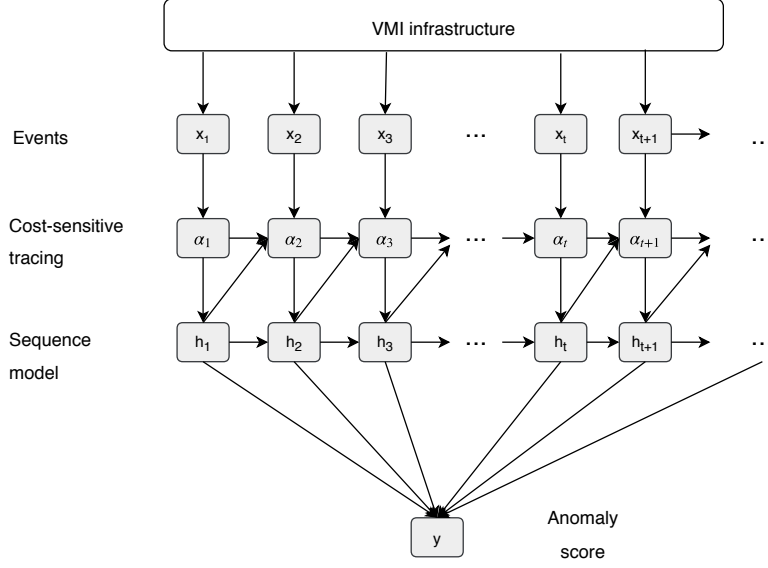 VMI infrastructure
Events
x₁ x₂ x₃ ... xₜ xₜ₊₁ ..
Cost-sensitive
tracing
α₁ α₂ α₃ ... αₜ αₜ₊₁ ..
Sequence
model
h₁ h₂ h₃ ... hₜ hₜ₊₁ ..
y
Anomaly
score